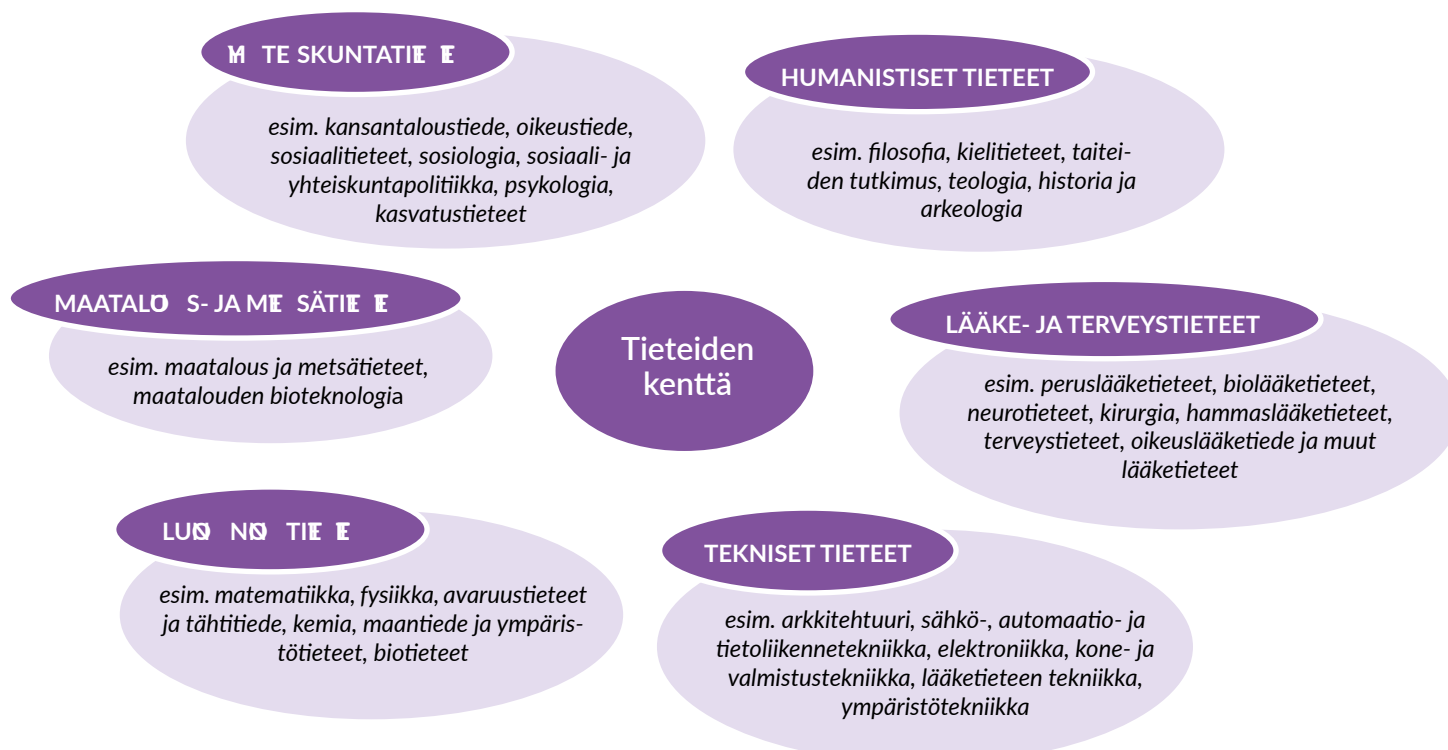 TE SKUNTATIE
esim. kansantaloustiede, oikeustiede,
sosiaalitieteet, sosiologia, sosiaali- ja
yhteiskuntapolitiikka, psykologia,
kasvatustieteet
HUMANISTISET TIETEET
esim. filosofia, kielitieteet, taitei-
den tutkimus, teologia, historia ja
arkeologia
S- JA
esim. maatalous ja metsätieteet,
maatalouden bioteknologia
Tieteiden
kenttä
LÄÄKE- JA TERVEYSTIETEET
esim. peruslääketieteet, biolääketieteet,
neurotieteet, kirurgia, hammaslääketieteet,
terveystieteet, oikeuslääketiede ja muut
lääketieteet
esim. matematiikka, fysiikka, avaruustieteet
ja tähtitiede, kemia, maantiede ja ympäris-
tötieteet, biotieteet
TEKNISET TIETEET
esim. arkkitehtuuri, sähkö-, automaatio- ja
tietoliikennetekniikka, elektroniikka, kone- ja
valmistustekniikka, lääketieteen tekniikka,
ympäristötekniikka